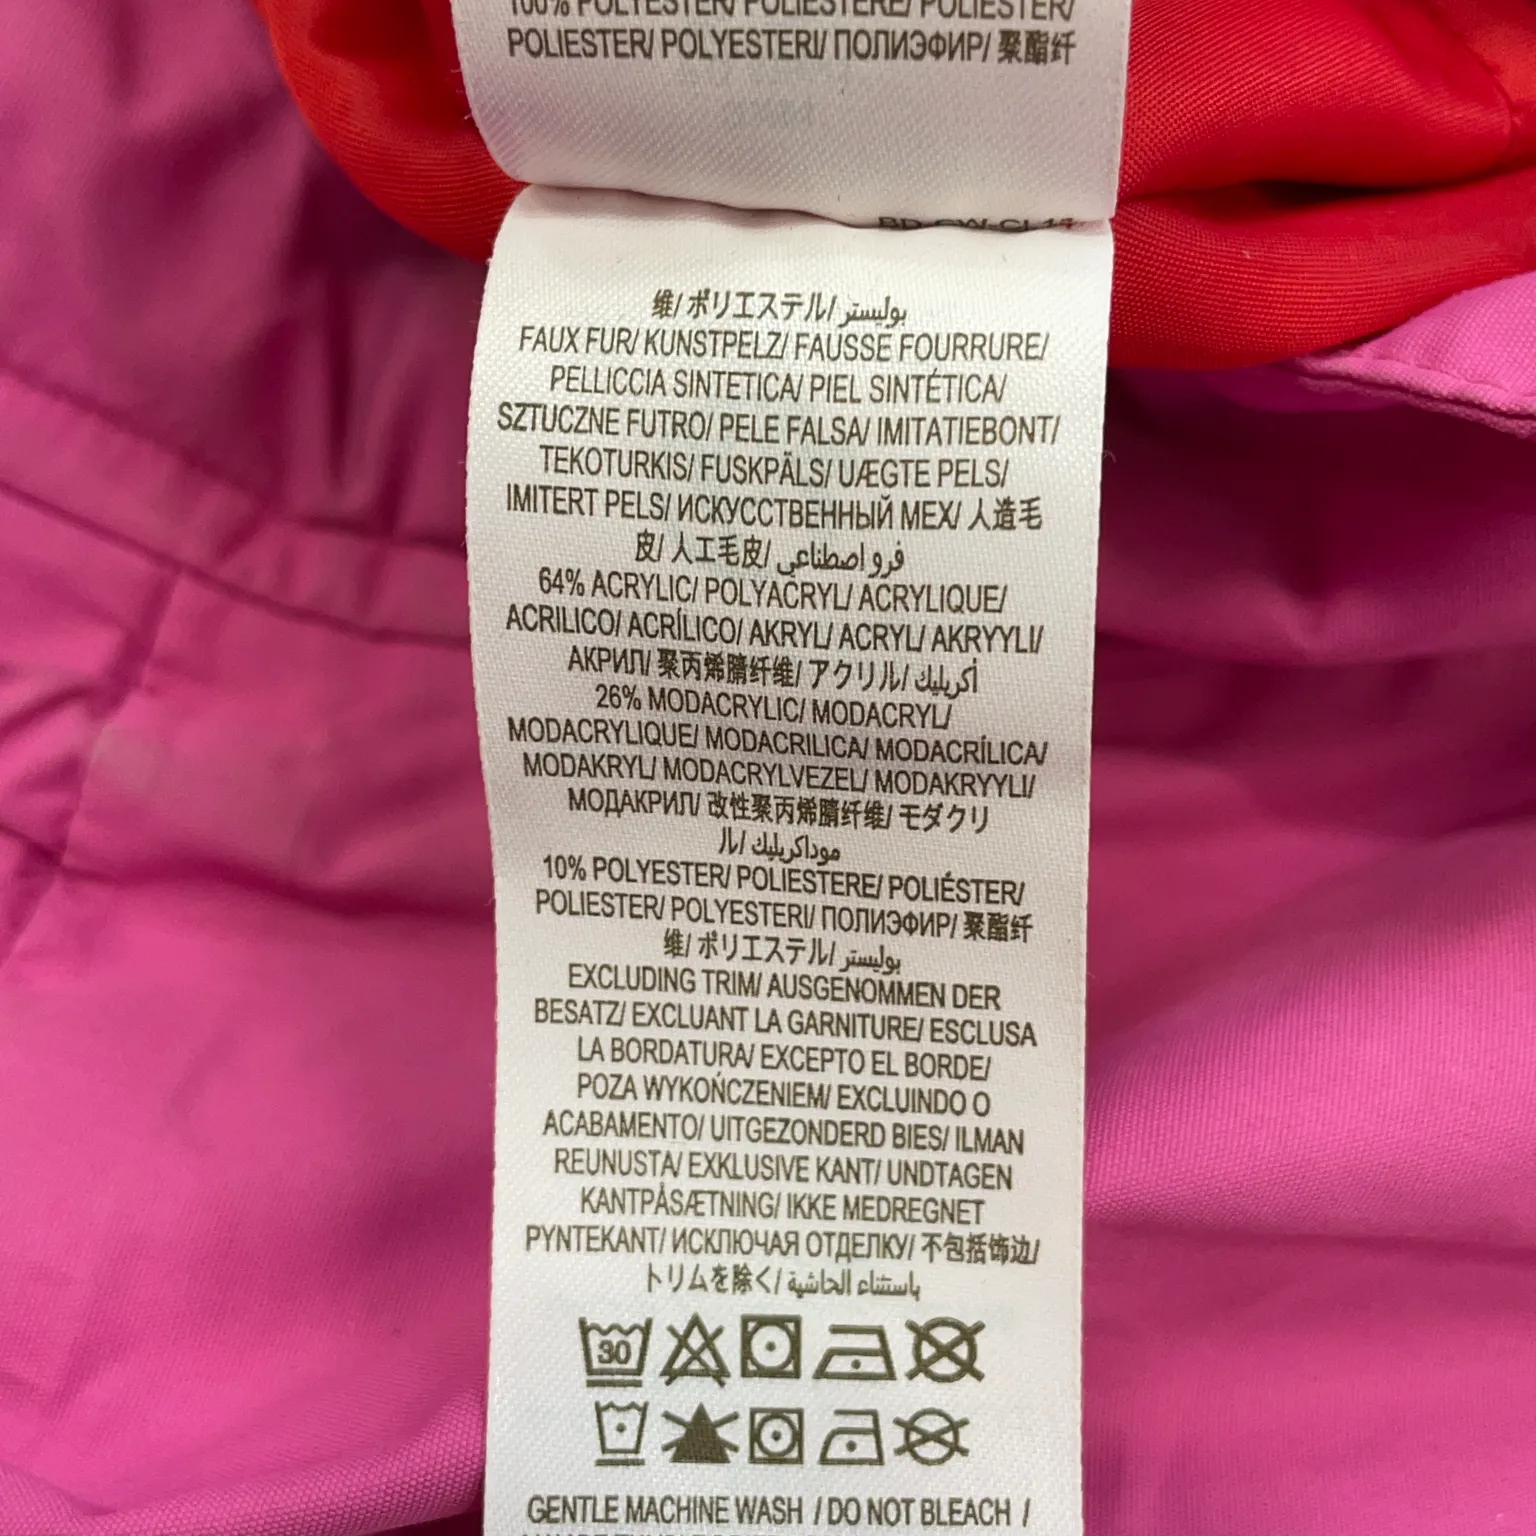 100% POLYESTER/ POLIESTERE/ POLIÉSTER/
POLIESTER/ POLYESTERI/ ПОЛИЭФИР/ 聚酯纤
维/ ポリエステル/ بوليستر
FAUX FUR/ KUNSTPELZ/ FAUSSE FOURRURE/
PELLICCIA SINTETICA/ PIEL SINTÉTICA/
SZTUCZNE FUTRO/ PELE FALSA/ IMITATIEBONT/
TEKOTURKIS/ FUSKPÄLS/ UÆGTE PELS/
IMITERT PELS/ ИСКУССТВЕННЫЙ МЕХ/ 人造毛
皮/ 人工毛皮/ فرو اصطناعي
64% ACRYLIC/ POLYACRYL/ ACRYLIQUE/
ACRILICO/ ACRÍLICO/ AKRYL/ ACRYL/ AKRYYLI/
АКРИЛ/ 聚丙烯腈纤维/ アクリル/ أكريليك
26% MODACRYLIC/ MODACRYL/
MODACRYLIQUE/ MODACRILICA/ MODACRÍLICA/
MODAKRYL/ MODACRYLVEZEL/ MODAKRYYLI/
МОДАКРИЛ/ 改性聚丙烯腈纤维/ モダクリ
ル/ موداكريليك
10% POLYESTER/ POLIESTERE/ POLIÉSTER/
POLIESTER/ POLYESTERI/ ПОЛИЭФИР/ 聚酯纤
维/ ポリエステル/ بوليستر
EXCLUDING TRIM/ AUSGENOMMEN DER
BESATZ/ EXCLUANT LA GARNITURE/ ESCLUSA
LA BORDATURA/ EXCEPTO EL BORDE/
POZA WYKOŃCZENIEM/ EXCLUINDO O
ACABAMENTO/ UITGEZONDERD BIES/ ILMAN
REUNUSTA/ EXKLUSIVE KANT/ UNDTAGEN
KANTPÅSÆTNING/ IKKE MEDREGNET
PYNTEKANT/ ИСКЛЮЧАЯ ОТДЕЛКУ/ 不包括饰边/
トリムを除く/ باستثناء الحاشية
30
GENTLE MACHINE WASH / DO NOT BLEACH /